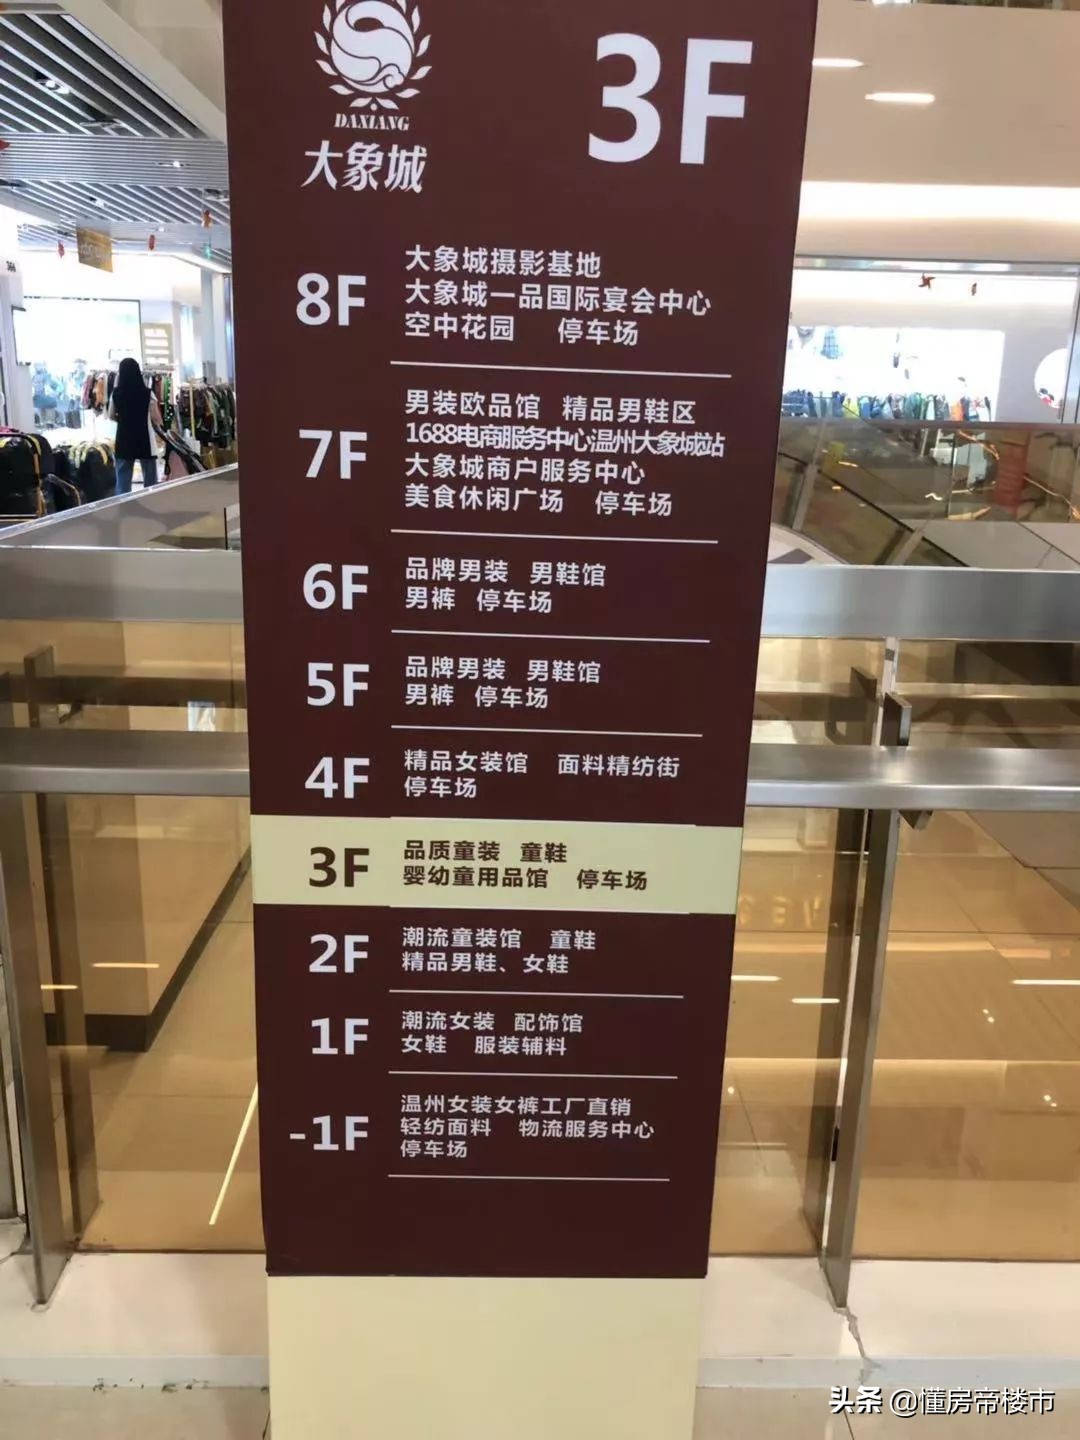 DAXIANG
大象城
3F
8F
大象城摄影基地
大象城一品国际宴会中心
空中花园 停车场
7F
男装欧品馆 精品男鞋区
1688电商服务中心温州大象城站
大象城商户服务中心
美食休闲广场 停车场
6F
品牌男装 男鞋馆
男裤 停车场
5F
品牌男装 男鞋馆
男裤 停车场
4F
精品女装馆 面料精纺街
停车场
3F
品质童装 童鞋
婴幼童用品馆 停车场
2F
潮流童装馆 童鞋
精品男鞋、女鞋
1F
潮流女装 配饰馆
女鞋 服装辅料
-1F
温州女装女裤工厂直销
轻纺面料 物流服务中心
停车场
头条 @懂房帝楼市